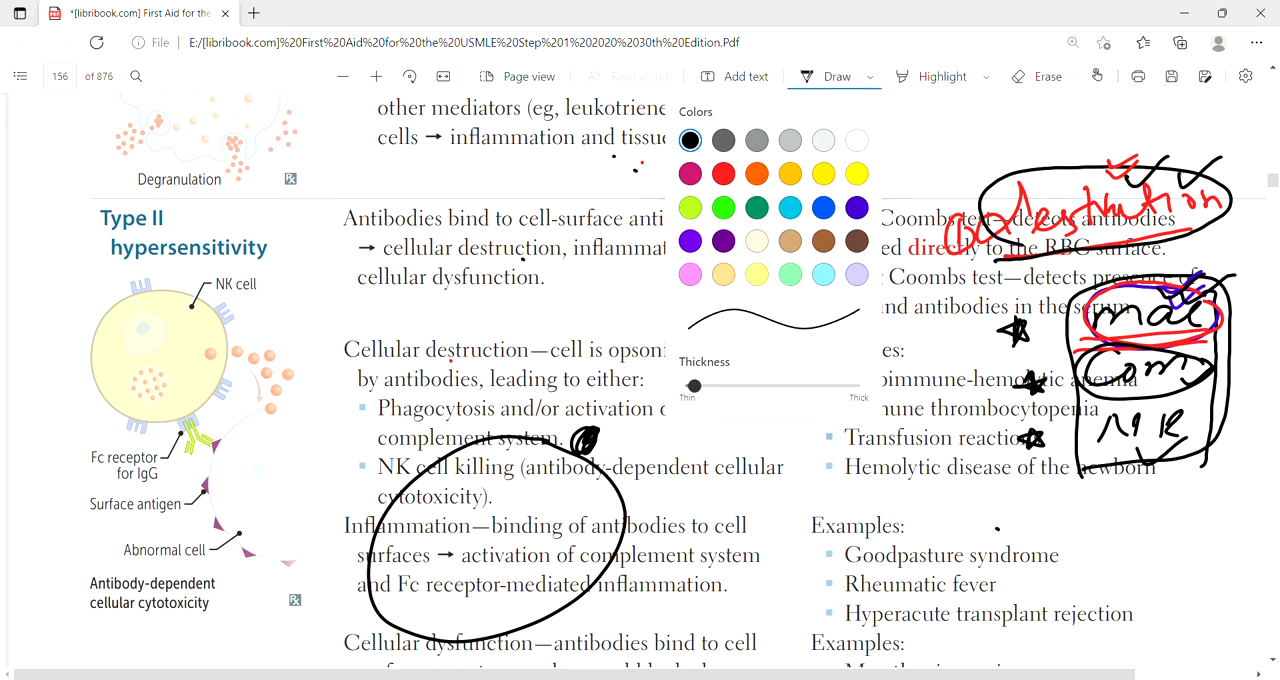 *[libribook.com] First Aid for the
File
E:/[libribook.com]%20First%20Aid%20for%20the%20USMLE%20Step%201%202020%2030th%20Edition.Pdf
156 of 876
Page view
Read aloud
Add text
Draw
Highlight
Erase
Degranulation
other mediators (eg, leukotriene
cells → inflammation and tissue
Colors
Thickness
Thin
Thick
Type II
hypersensitivity
NK cell
Fc receptor
for IgG
Surface antigen
Abnormal cell
Antibody-dependent
cellular cytotoxicity
Antibodies bind to cell-surface anti
→ cellular destruction, inflammat
cellular dysfunction.
Cellular destruction—cell is opsoni
by antibodies, leading to either:
Phagocytosis and/or activation o
complement system.
NK cell killing (antibody-dependent cellular
cytotoxicity).
Inflammation—binding of antibodies to cell
surfaces → activation of complement system
and Fc receptor-mediated inflammation.
Cellular dysfunction—antibodies bind to cell
Destruction
Coombs test—detects antibodies
ed directly to the RBC surface.
Coombs test—detects presence of
und antibodies in the serum
es:
oimmune-hemolytic anemia
mune thrombocytopenia
Transfusion reactio
Hemolytic disease of the newborn
mac
Com
NK
Examples:
Goodpasture syndrome
Rheumatic fever
Hyperacute transplant rejection
Examples: